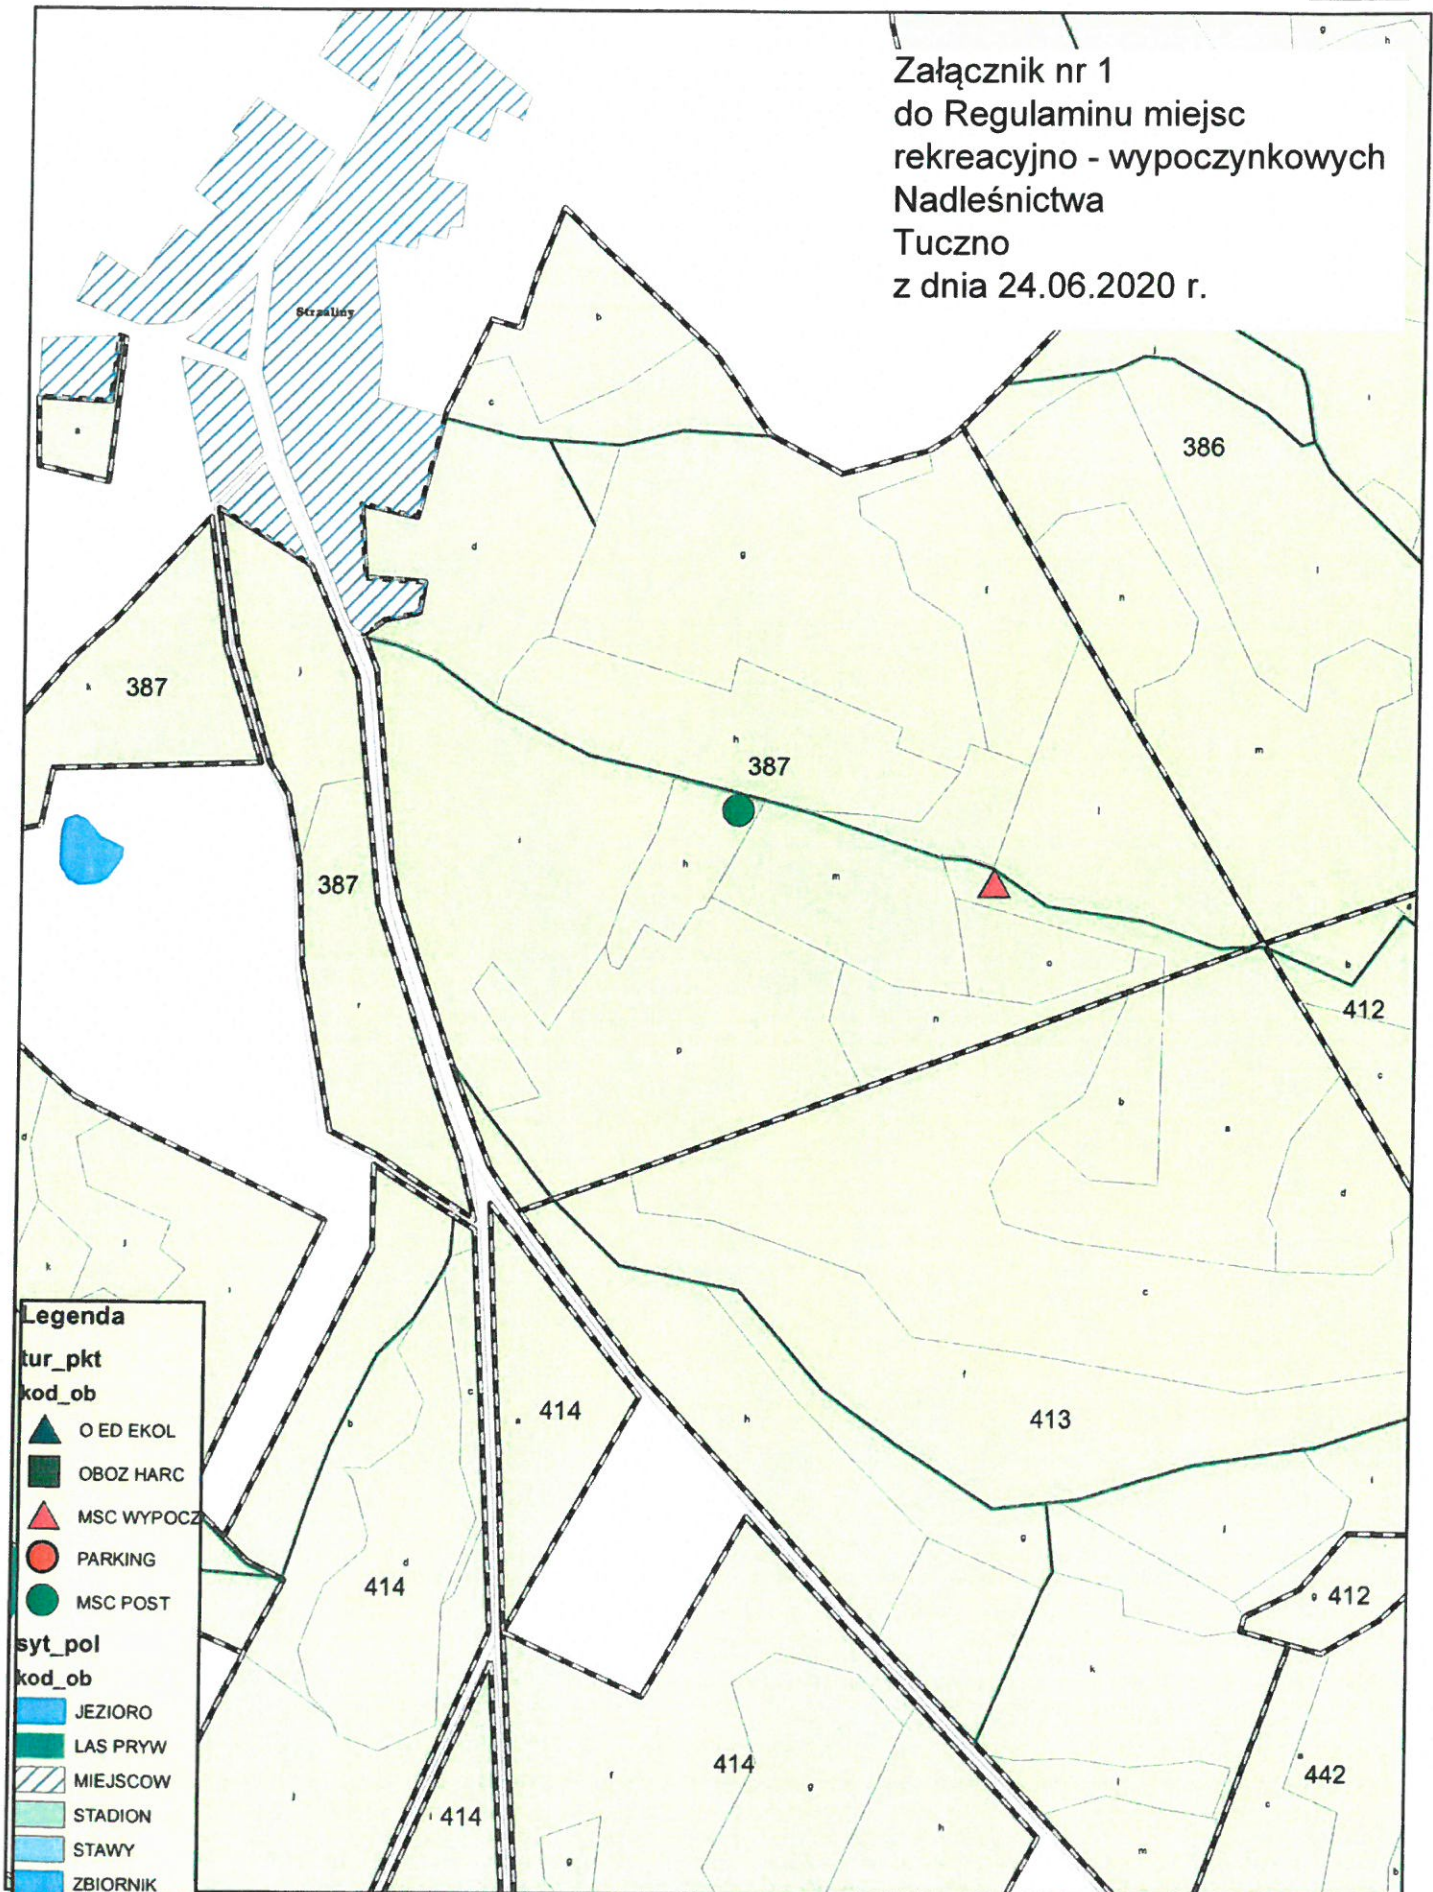 Załącznik nr 1
do Regulaminu miejsc
rekreacyjno - wypoczynkowych
Nadleśnictwa
Tuczno
z dnia 24.06.2020 r.
g
h
Strzaliny
b
j
c
i
a
386
d
g
f
n
l
k
387
j
h
387
m
i
h
m
l
387
o
b
a
412
r
n
p
c
b
a
d
d
j
k
i
c
f
c
a
414
h
413
b
i
g
j
d
414
g
412
k
a
442
f
414
g
l
c
j
i
414
h
g
m
b
Legenda
tur_pkt
kod_ob
O ED EKOL
OBOZ HARC
MSC WYPOCZ
PARKING
MSC POST
syt_pol
kod_ob
JEZIORO
LAS PRYW
MIEJSCOW
STADION
STAWY
ZBIORNIK